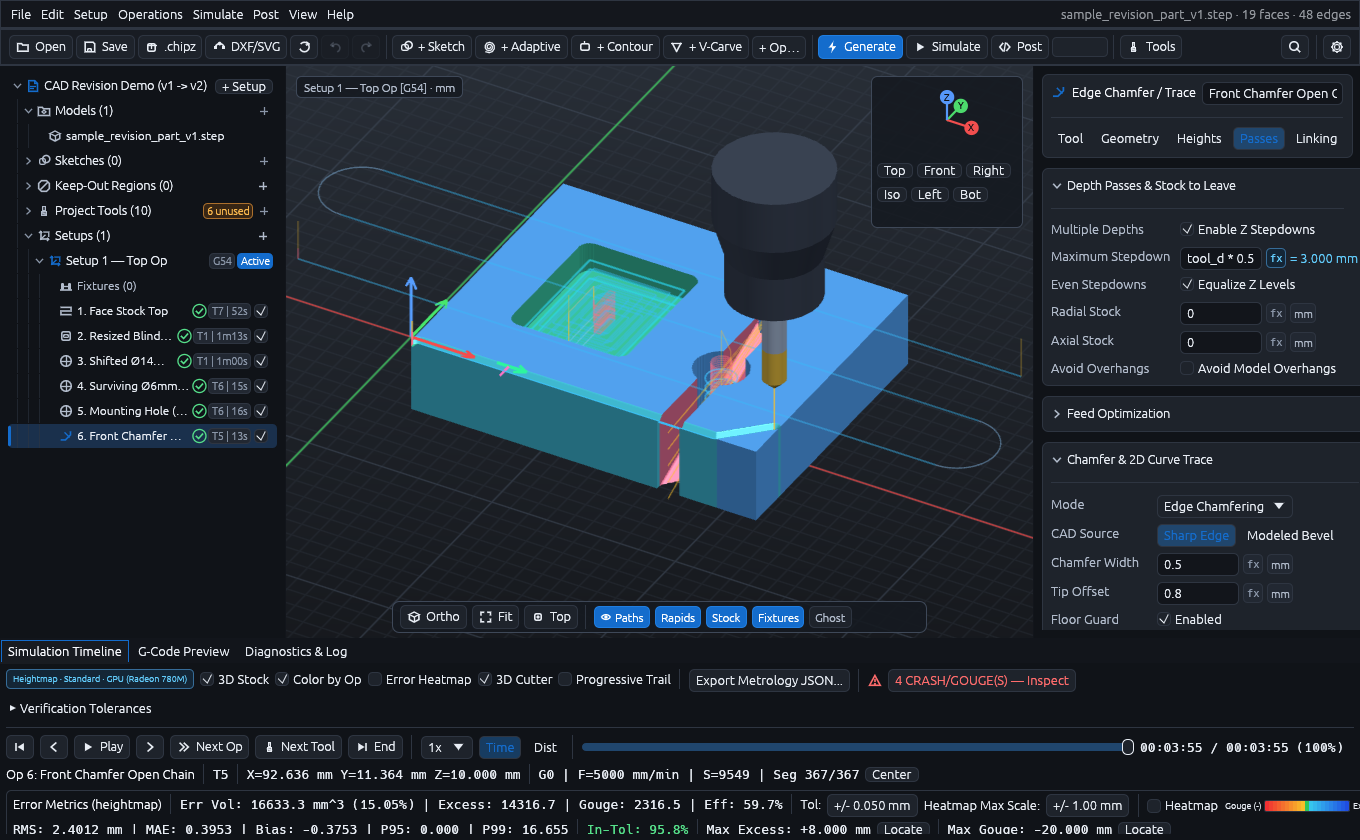 File Edit Setup Operations Simulate Post View Help sample_revision_part_v1.step · 19 faces · 48 edges
Open Save .chipz DXF/SVG + Sketch + Adaptive + Contour + V-Carve + Op... Generate Simulate Post Tools
CAD Revision Demo (v1 -> v2) + Setup
Models (1) +
sample_revision_part_v1.step
Sketches (0) +
Keep-Out Regions (0) +
Project Tools (10) 6 unused +
Setups (1) +
Setup 1 — Top Op G54 Active
Fixtures (0)
1. Face Stock Top T7 | 52s
2. Resized Blind... T1 | 1m13s
3. Shifted Ø14... T1 | 1m00s
4. Surviving Ø6mm... T6 | 15s
5. Mounting Hole (... T6 | 16s
6. Front Chamfer ... T5 | 13s
Setup 1 — Top Op [G54] · mm
Z
Y
X
Top Front Right
Iso Left Bot
Ortho Fit Top Paths Rapids Stock Fixtures Ghost
Edge Chamfer / Trace Front Chamfer Open C
Tool Geometry Heights Passes Linking
Depth Passes & Stock to Leave
Multiple Depths Enable Z Stepdowns
Maximum Stepdown tool_d * 0.5 fx = 3.000 mm
Even Stepdowns Equalize Z Levels
Radial Stock 0 fx mm
Axial Stock 0 fx mm
Avoid Overhangs Avoid Model Overhangs
Feed Optimization
Chamfer & 2D Curve Trace
Mode Edge Chamfering
CAD Source Sharp Edge Modeled Bevel
Chamfer Width 0.5 fx mm
Tip Offset 0.8 fx mm
Floor Guard Enabled
Simulation Timeline G-Code Preview Diagnostics & Log
Heightmap · Standard · GPU (Radeon 780M) 3D Stock Color by Op Error Heatmap 3D Cutter Progressive Trail Export Metrology JSON... 4 CRASH/GOUGE(S) — Inspect
Verification Tolerances
Play Next Op Next Tool End 1x Time Dist 00:03:55 / 00:03:55 (100%)
Op 6: Front Chamfer Open Chain T5 X=92.636 mm Y=11.364 mm Z=10.000 mm G0 | F=5000 mm/min | S=9549 | Seg 367/367 Center
Error Metrics (heightmap) Err Vol: 16633.3 mm^3 (15.05%) | Excess: 14316.7 | Gouge: 2316.5 | Eff: 59.7% Tol: +/- 0.050 mm Heatmap Max Scale: +/- 1.00 mm Heatmap Gouge (-) Ex
RMS: 2.4012 mm | MAE: 0.3953 | Bias: -0.3753 | P95: 0.000 | P99: 16.655 In-Tol: 95.8% Max Excess: +8.000 mm Locate Max Gouge: -20.000 mm Locate